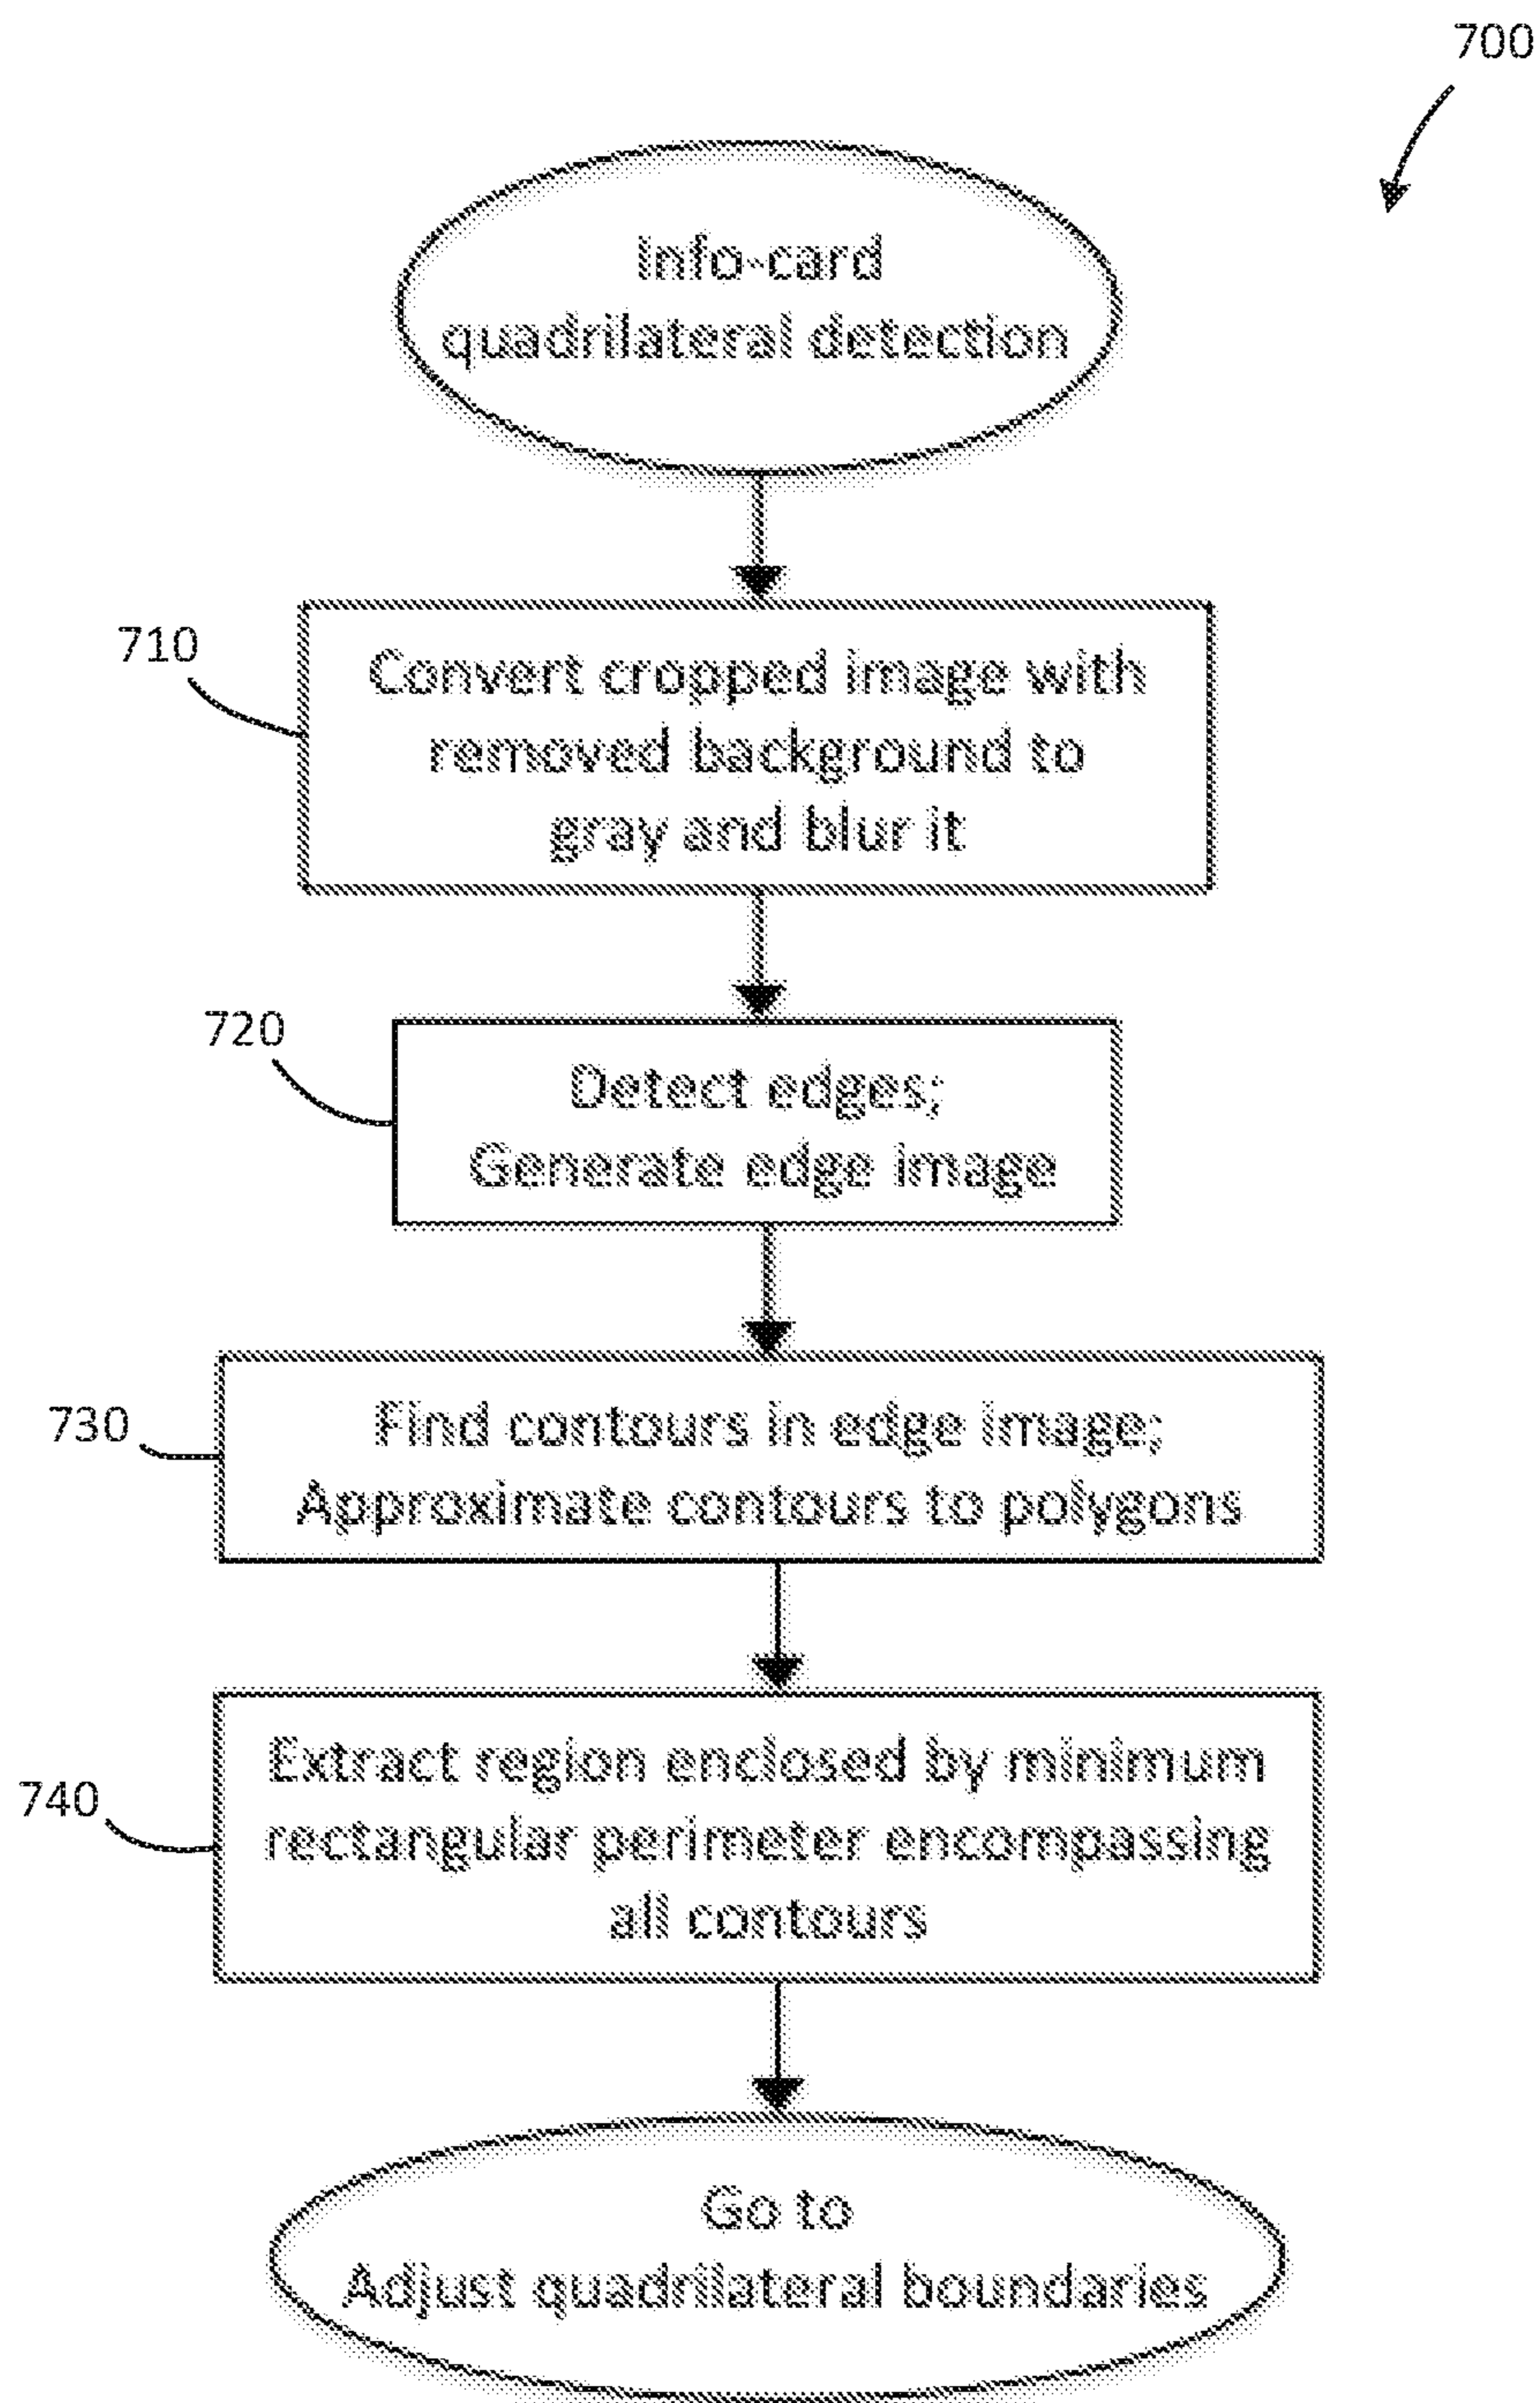 700
Info-card
quadrilateral detection
710
Convert cropped image with
removed background to
gray and blur it
720
Detect edges;
Generate edge image
730
Find contours in edge image;
Approximate contours to polygons
740
Extract region enclosed by minimum
rectangular perimeter encompassing
all contours
Go to
Adjust quadrilateral boundaries